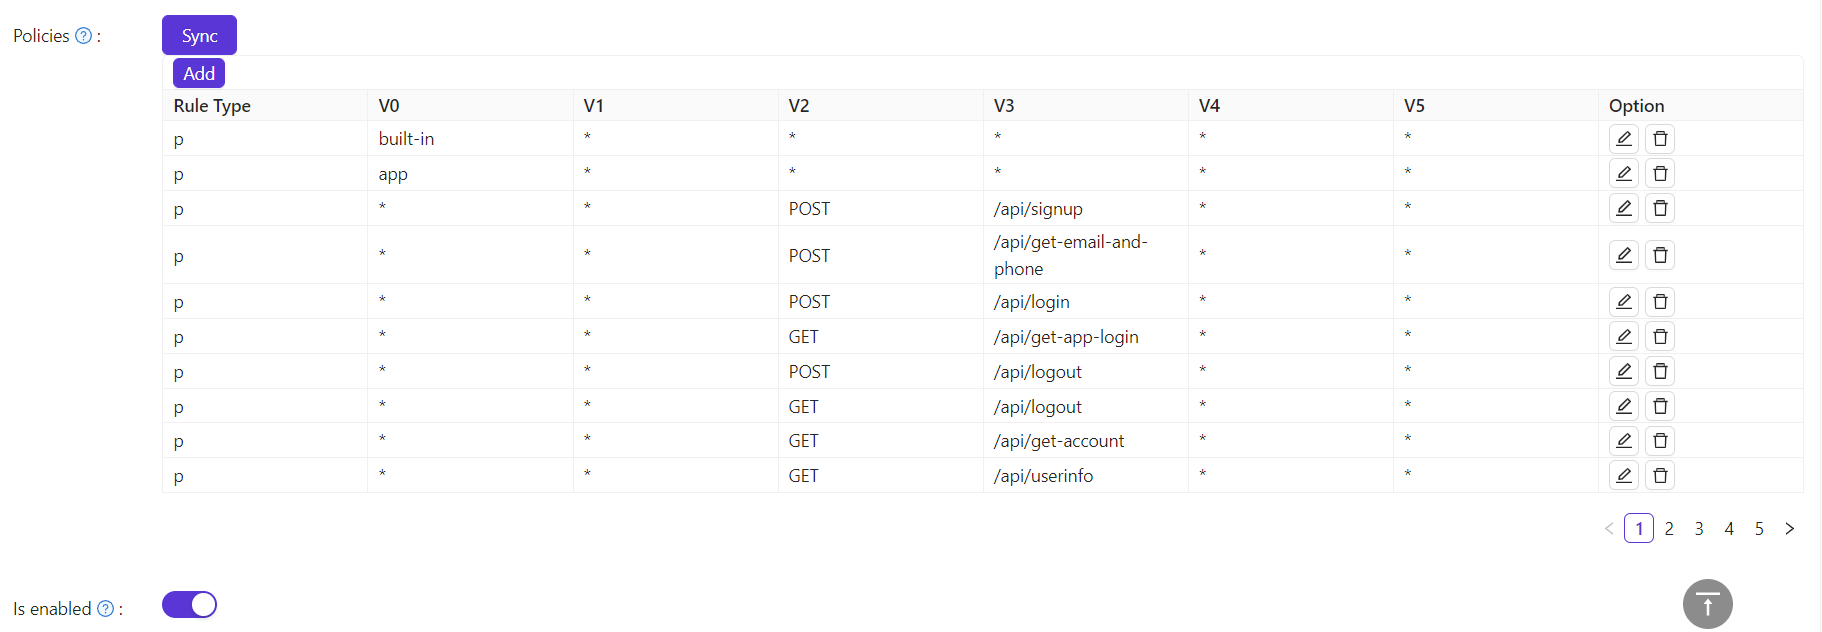 Policies ? :
Sync
Add
Rule Type V0 V1 V2 V3 V4 V5 Option
p built-in * * * * *
p app * * * * *
p * * POST /api/signup * *
p * * POST /api/get-email-and-
phone * *
p * * POST /api/login * *
p * * GET /api/get-app-login * *
p * * POST /api/logout * *
p * * GET /api/logout * *
p * * GET /api/get-account * *
p * * GET /api/userinfo * *
< 1 2 3 4 5 >
Is enabled ? :